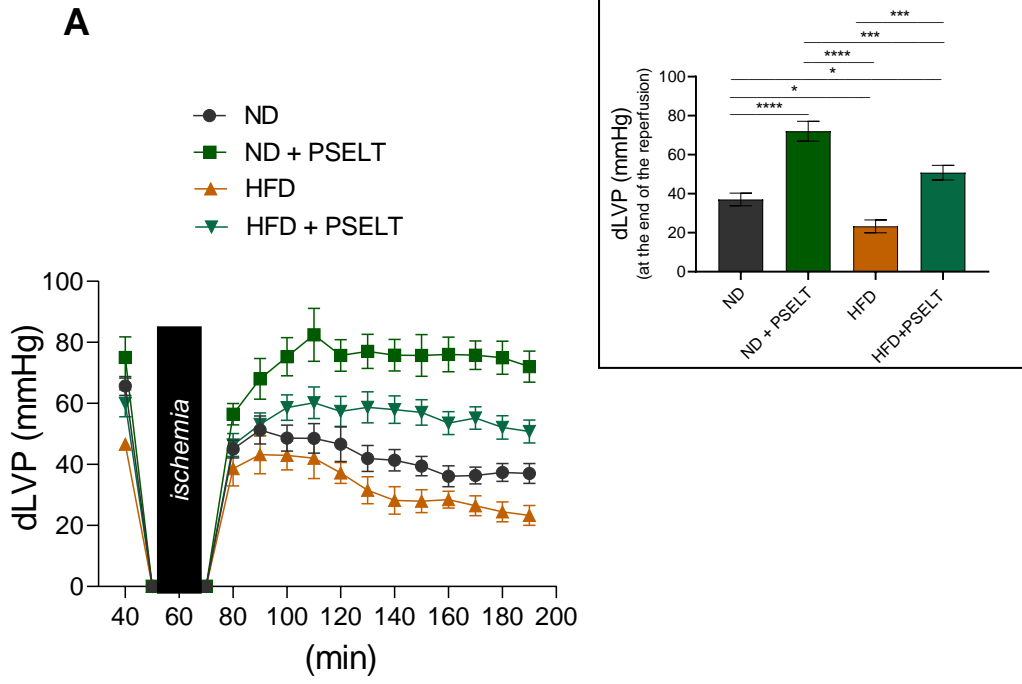 A
ND
ND + PSELT
HFD
HFD + PSELT
dLVP (mmHg)
100
80
60
40
20
0
ischemia
40 60 80 100 120 140 160 180 200
(min)
***
***
****
*
*
****
dLVP (mmHg)
(at the end of the reperfusion)
100
80
60
40
20
0
ND
ND + PSELT
HFD
HFD+PSELT